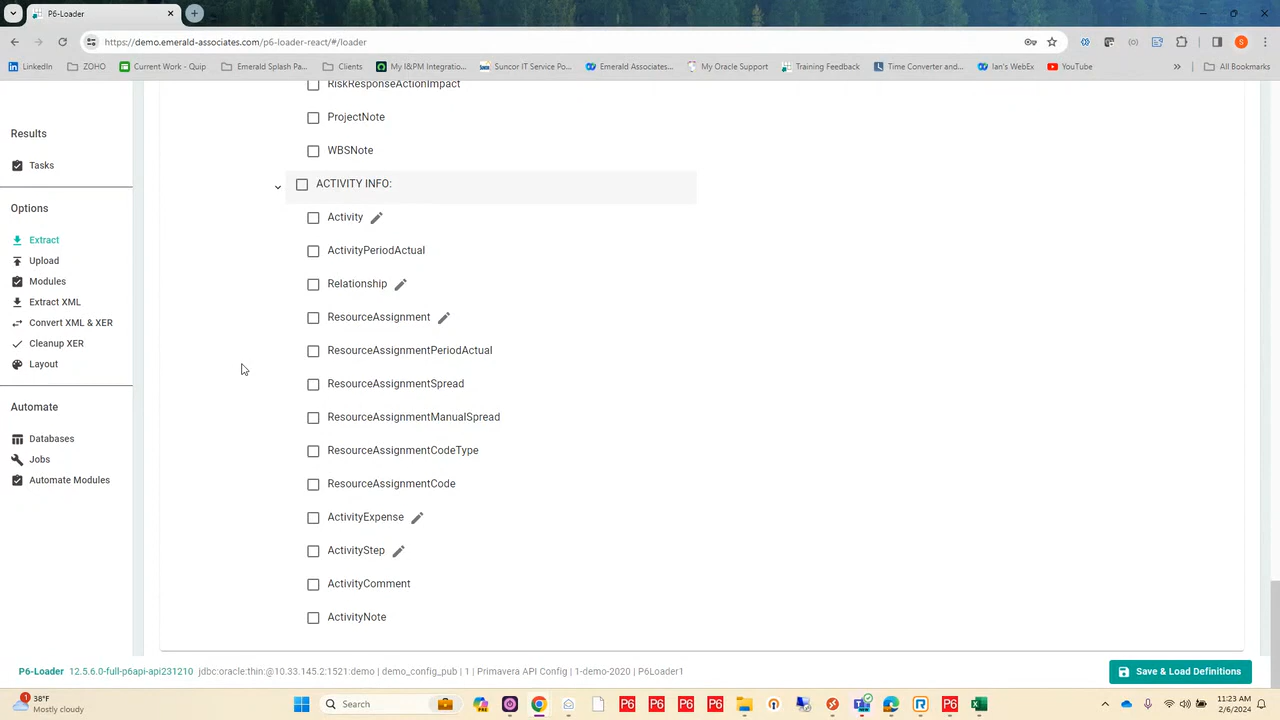 P6-Loader
https://demo.emerald-associates.com/p6-loader-react/#/loader
LinkedIn
ZOHO
Current Work - Quip
Emerald Splash Pa...
Clients
My I&PM Integratio...
Suncor IT Service Po...
Emerald Associates...
My Oracle Support
Training Feedback
Time Converter and...
Ian's WebEx
YouTube
All Bookmarks
Results
Tasks
Options
Extract
Upload
Modules
Extract XML
Convert XML & XER
Cleanup XER
Layout
Automate
Databases
Jobs
Automate Modules
RiskResponseActionImpact
ProjectNote
WBSNote
ACTIVITY INFO:
Activity
ActivityPeriodActual
Relationship
ResourceAssignment
ResourceAssignmentPeriodActual
ResourceAssignmentSpread
ResourceAssignmentManualSpread
ResourceAssignmentCodeType
ResourceAssignmentCode
ActivityExpense
ActivityStep
ActivityComment
ActivityNote
P6-Loader 12.5.6.0-full-p6api-api231210 jdbc:oracle:thin:@10.33.145.2:1521:demo | demo_config_pub | 1 | Primavera API Config | 1-demo-2020 | P6Loader1
Save & Load Definitions
38°F
Mostly cloudy
Search
11:23 AM
2/6/2024